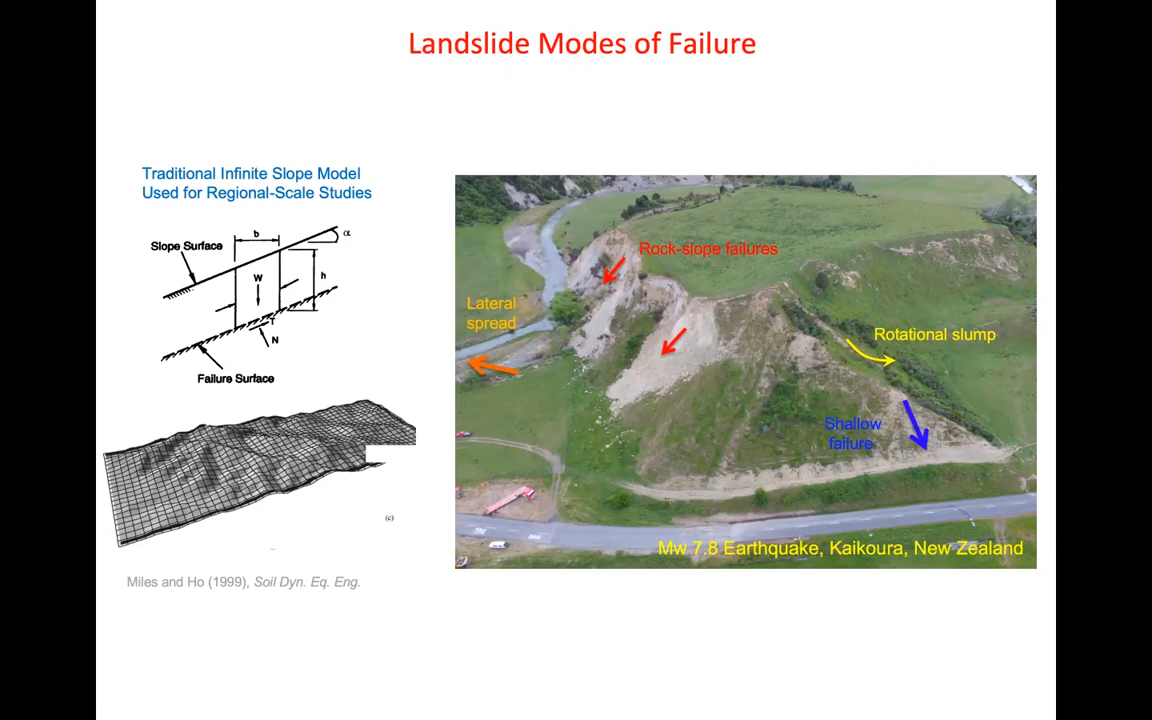 Landslide Modes of Failure
Traditional Infinite Slope Model
Used for Regional-Scale Studies
b
α
Slope Surface
W
h
T
N
Failure Surface
(c)
Miles and Ho (1999), Soil Dyn. Eq. Eng.
Rock-slope failures
Lateral
spread
Rotational slump
Shallow
failure
Mw 7.8 Earthquake, Kaikoura, New Zealand